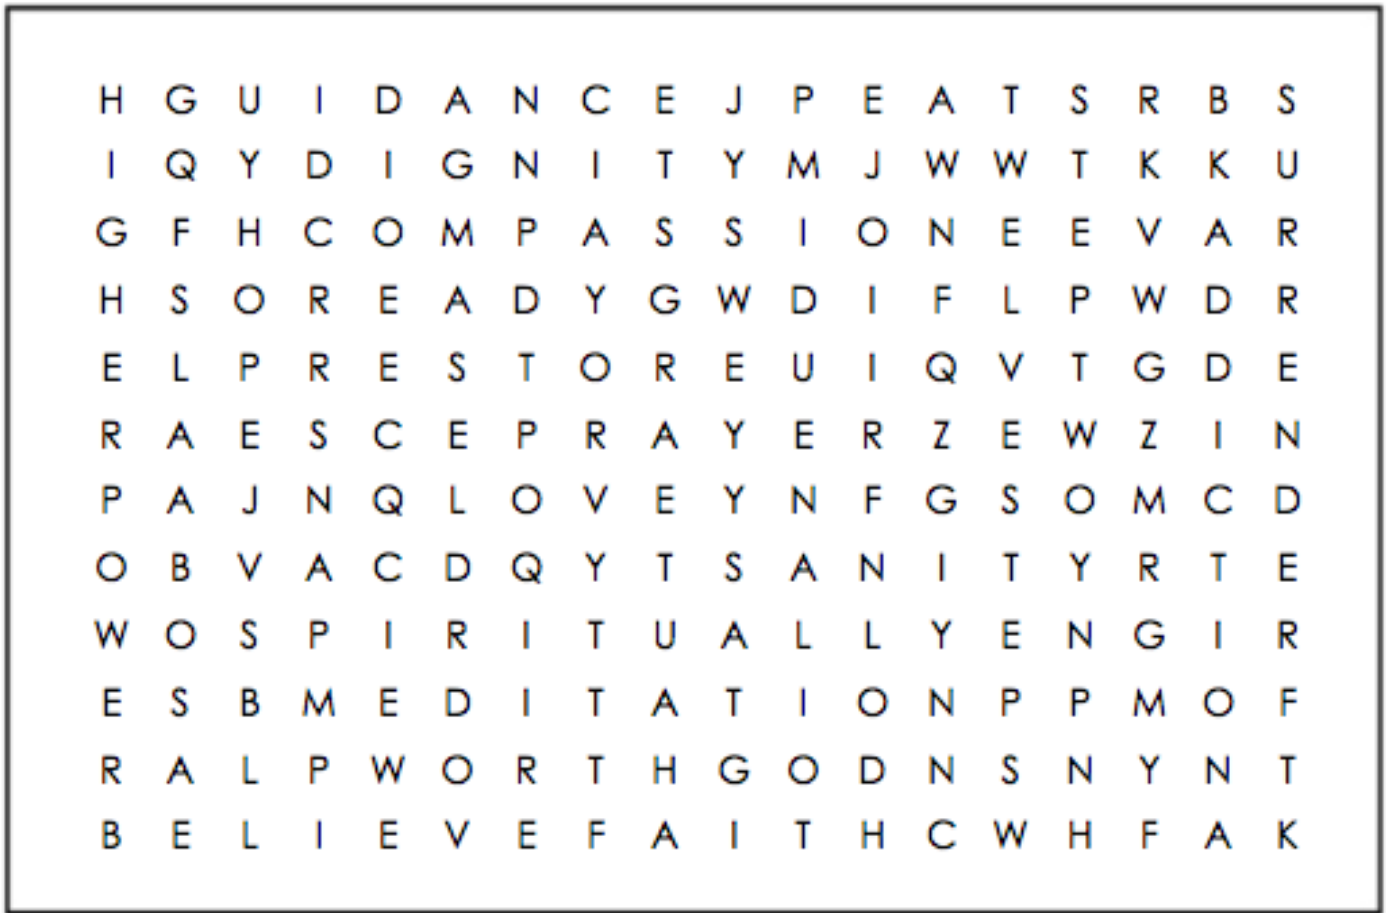 H G U I D A N C E J P E A T S R B S
I Q Y D I G N I T Y M J W W T K K U
G F H C O M P A S S I O N E E V A R
H S O R E A D Y G W D I F L P W D R
E L P R E S T O R E U I Q V T G D E
R A E S C E P R A Y E R Z E W Z I N
P A J N Q L O V E Y N F G S O M C D
O B V A C D Q Y T S A N I T Y R T E
W O S P I R I T U A L L Y E N G I R
E S B M E D I T A T I O N P P M O F
R A L P W O R T H G O D N S N Y N T
B E L I E V E F A I T H C W H F A K